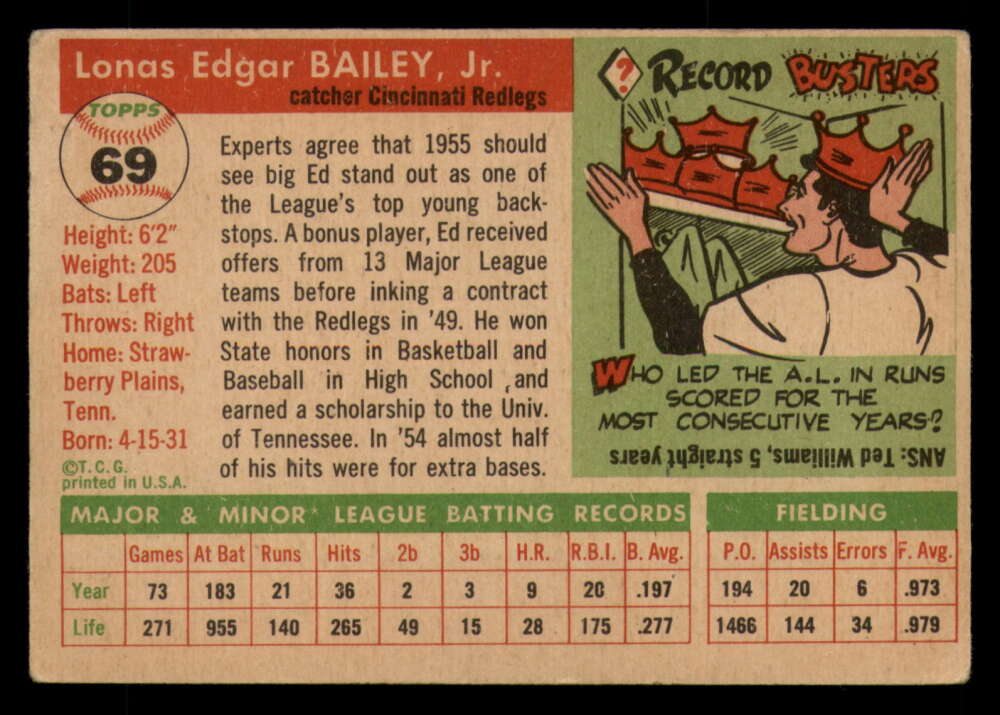 Lonas Edgar BAILEY, Jr.
catcher Cincinnati Redlegs
TOPPS
69
Height: 6'2"
Weight: 205
Bats: Left
Throws: Right
Home: Straw-
berry Plains,
Tenn.
Born: 4-15-31
©T.C.G.
printed in U.S.A.
Experts agree that 1955 should
see big Ed stand out as one of
the League's top young back-
stops. A bonus player, Ed received
offers from 13 Major League
teams before inking a contract
with the Redlegs in '49. He won
State honors in Basketball and
Baseball in High School , and
earned a scholarship to the Univ.
of Tennessee. In '54 almost half
of his hits were for extra bases.
? RECORD BUSTERS
WHO LED THE A.L. IN RUNS
SCORED FOR THE
MOST CONSECUTIVE YEARS?
ANS: Ted Williams, 5 straight years
MAJOR & MINOR LEAGUE BATTING RECORDS FIELDING
Games At Bat Runs Hits 2b 3b H.R. R.B.I. B. Avg. P.O. Assists Errors F. Avg.
Year 73 183 21 36 2 3 9 20 .197 194 20 6 .973
Life 271 955 140 265 49 15 28 175 .277 1466 144 34 .979